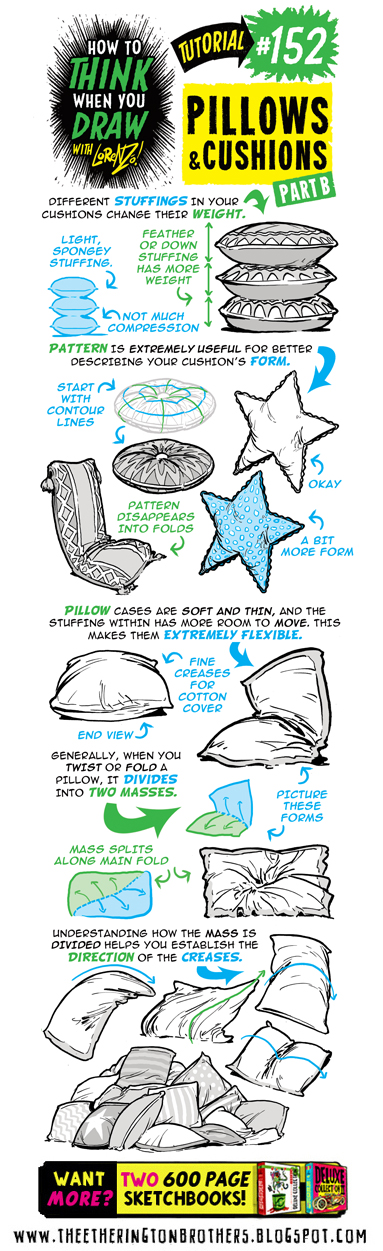 HOW TO
THINK
WHEN YOU
DRAW
WITH LORENZO!
TUTORIAL
#152
PILLOWS
& CUSHIONS
PART B
DIFFERENT STUFFINGS IN YOUR
CUSHIONS CHANGE THEIR WEIGHT.
LIGHT,
SPONGEY
STUFFING.
FEATHER
OR DOWN
STUFFING
HAS MORE
WEIGHT
NOT MUCH
COMPRESSION
PATTERN IS EXTREMELY USEFUL FOR BETTER
DESCRIBING YOUR CUSHION'S FORM.
START
WITH
CONTOUR
LINES
OKAY
PATTERN
DISAPPEARS
INTO FOLDS
A BIT
MORE FORM
PILLOW CASES ARE SOFT AND THIN, AND THE
STUFFING WITHIN HAS MORE ROOM TO MOVE. THIS
MAKES THEM EXTREMELY FLEXIBLE.
FINE
CREASES
FOR
COTTON
COVER
END VIEW
GENERALLY, WHEN YOU
TWIST OR FOLD A
PILLOW, IT DIVIDES
INTO TWO MASSES.
PICTURE
THESE
FORMS
MASS SPLITS
ALONG MAIN FOLD
UNDERSTANDING HOW THE MASS IS
DIVIDED HELPS YOU ESTABLISH THE
DIRECTION OF THE CREASES.
WANT
MORE?
TWO 600 PAGE
SKETCHBOOKS!
DELUXE
COLLECTION
WWW.THEETHERINGTONBROTHERS.BLOGSPOT.COM